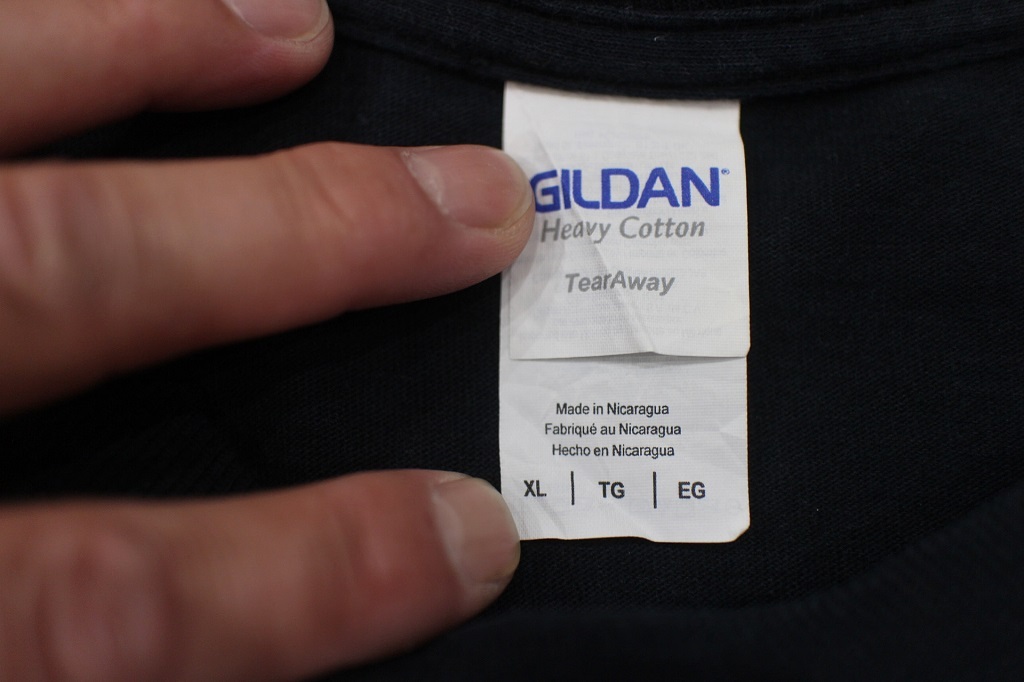 GILDAN®
Heavy Cotton
TearAway
Made in Nicaragua
Fabriqué au Nicaragua
Hecho en Nicaragua
XL | TG | EG